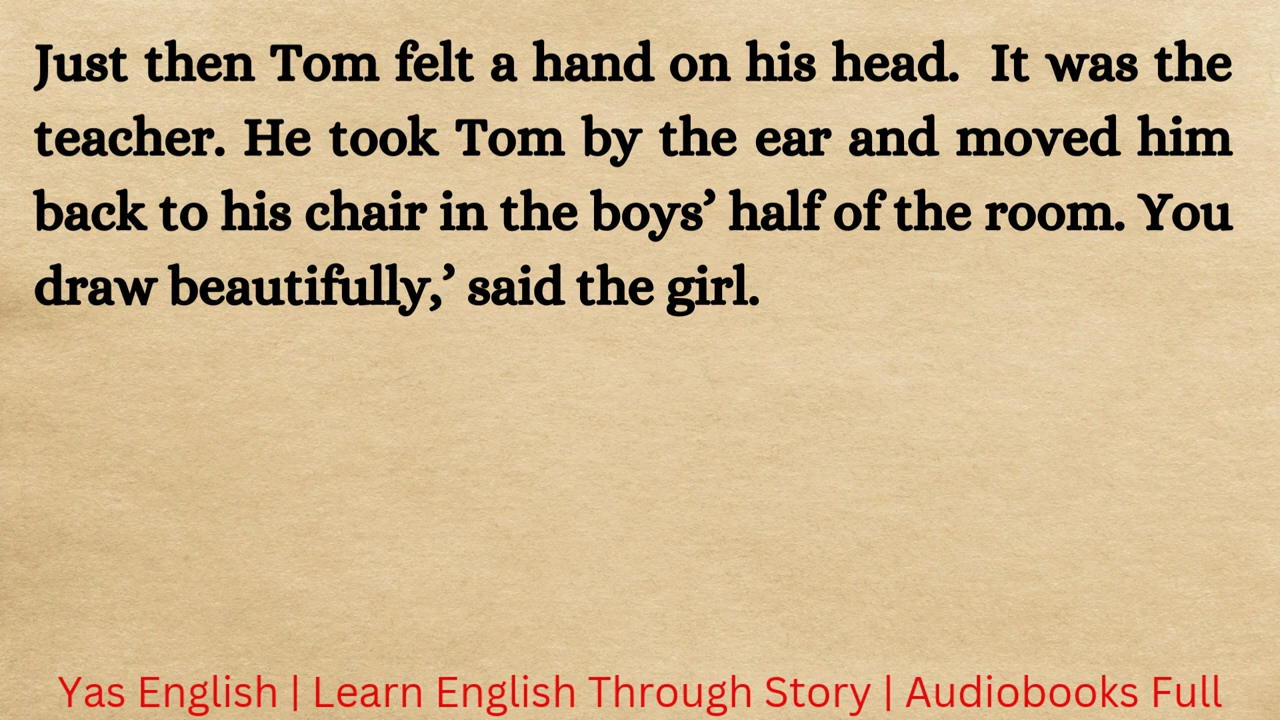 Just then Tom felt a hand on his head.  It was the
teacher. He took Tom by the ear and moved him
back to his chair in the boys’ half of the room. You
draw beautifully,’ said the girl.
Yas English | Learn English Through Story | Audiobooks Full